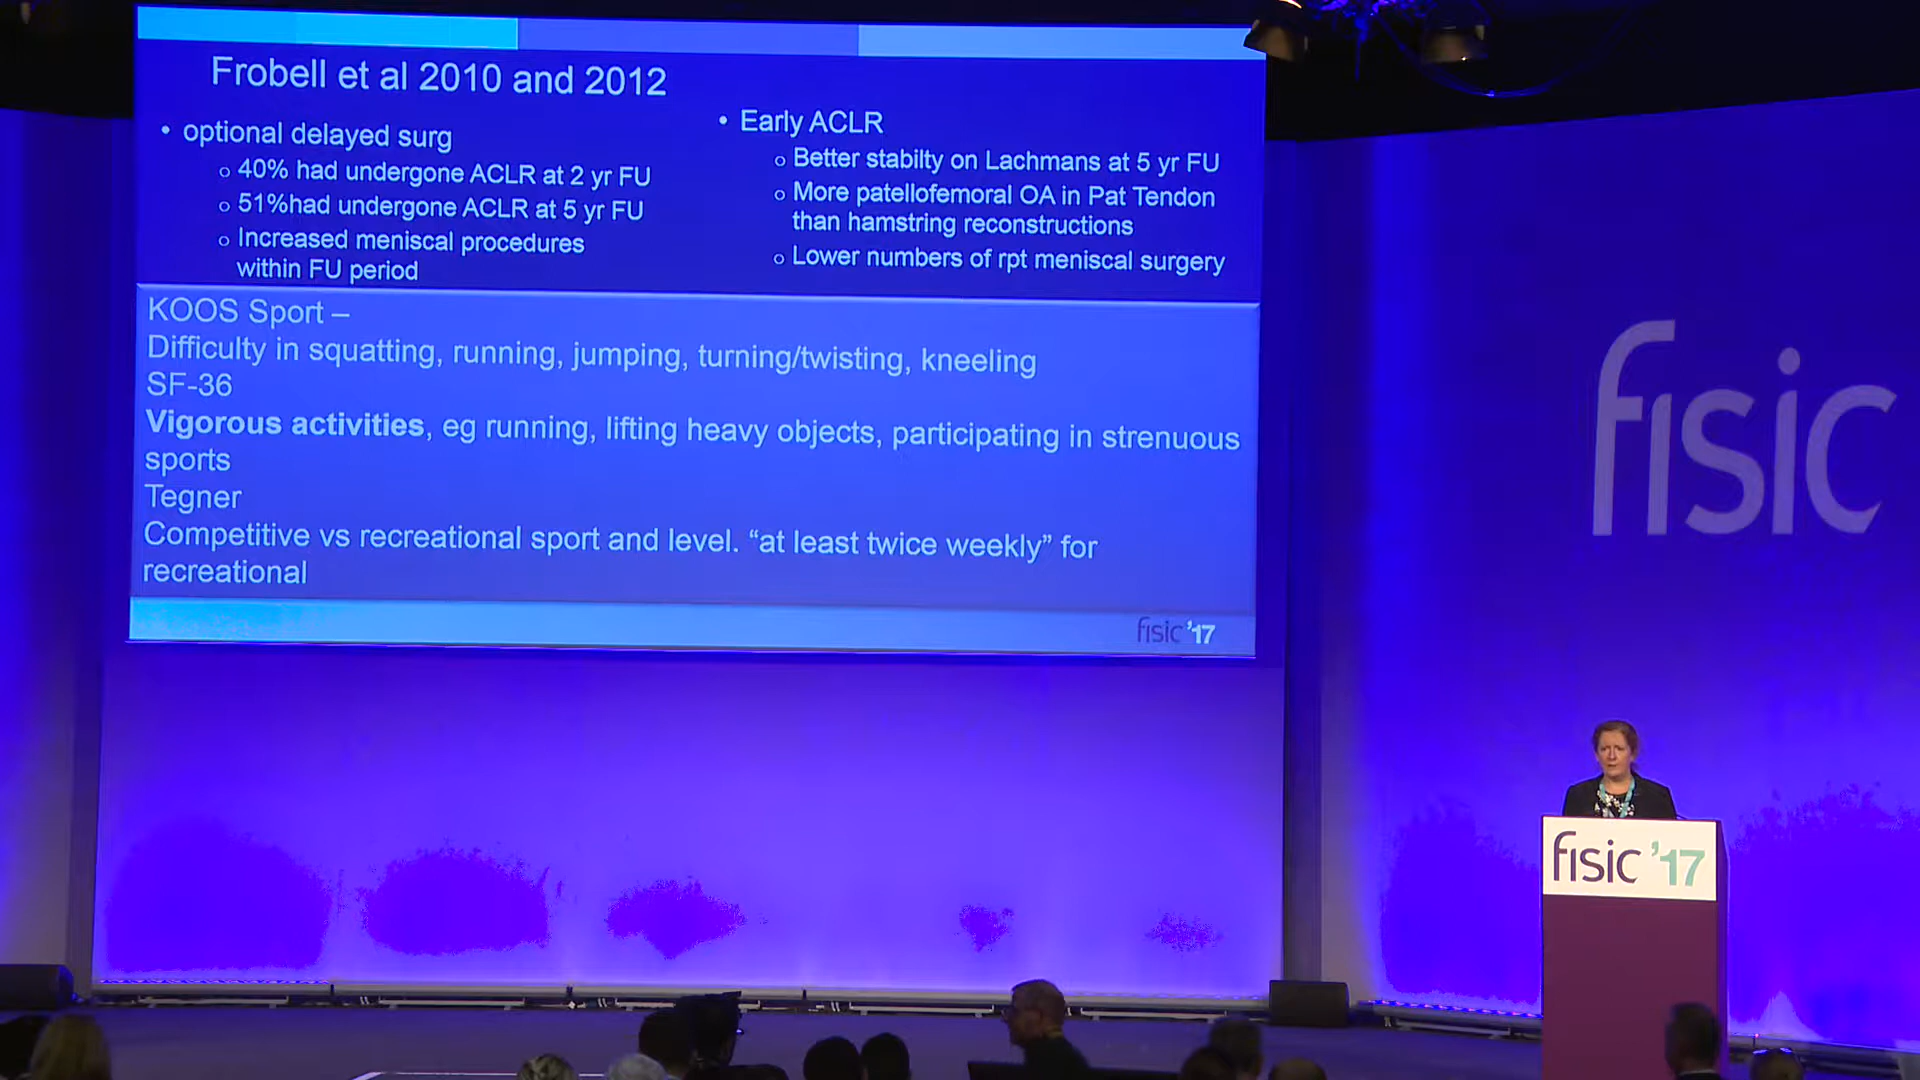 Frobell et al 2010 and 2012
• optional delayed surg
o 40% had undergone ACLR at 2 yr FU
o 51%had undergone ACLR at 5 yr FU
o Increased meniscal procedures
within FU period
• Early ACLR
o Better stabilty on Lachmans at 5 yr FU
o More patellofemoral OA in Pat Tendon
than hamstring reconstructions
o Lower numbers of rpt meniscal surgery
KOOS Sport –
Difficulty in squatting, running, jumping, turning/twisting, kneeling
SF-36
Vigorous activities, eg running, lifting heavy objects, participating in strenuous
sports
Tegner
Competitive vs recreational sport and level. “at least twice weekly” for
recreational
fisic '17
fisic
fisic '17